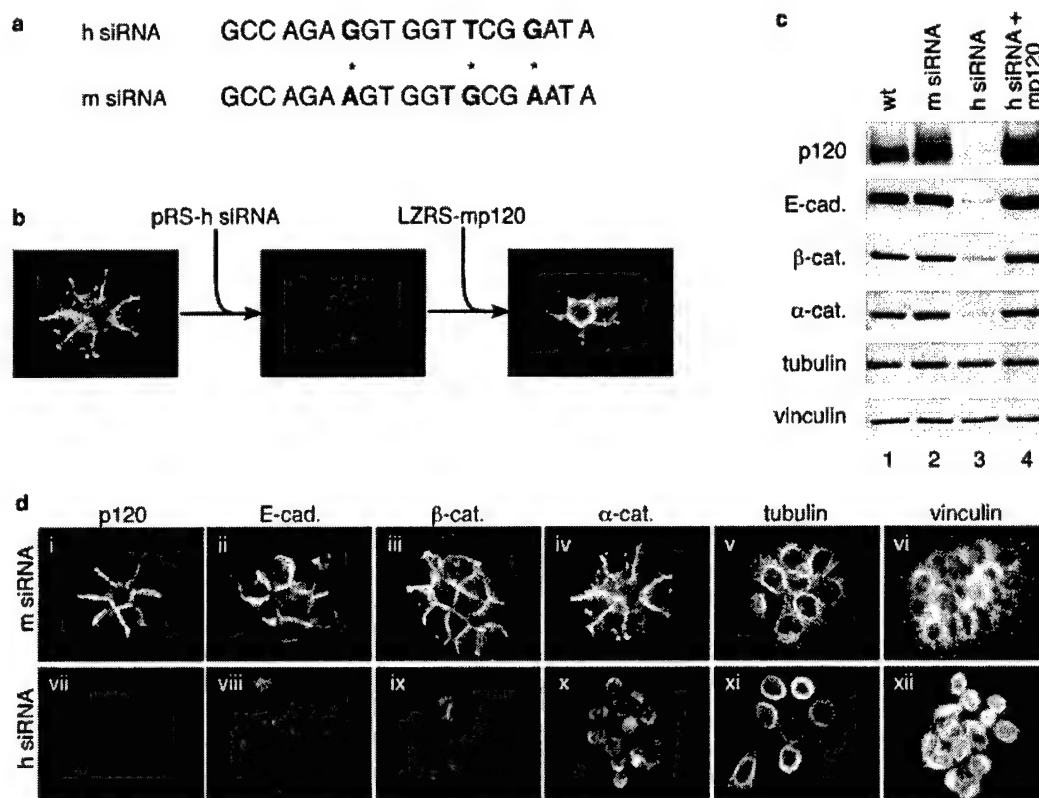 a
h siRNA GCC AGA GGT GGT TCG GAT A
* * *
m siRNA GCC AGA AGT GGT GCG AAT A
b
pRS-h siRNA LZRS-mp120
c
wt
m siRNA
h siRNA
h siRNA +
mp120
p120
E-cad.
β-cat.
α-cat.
tubulin
vinculin
1 2 3 4
d
p120 E-cad. β-cat. α-cat. tubulin vinculin
m siRNA
i ii iii iv v vi
h siRNA
vii viii ix x xi xii